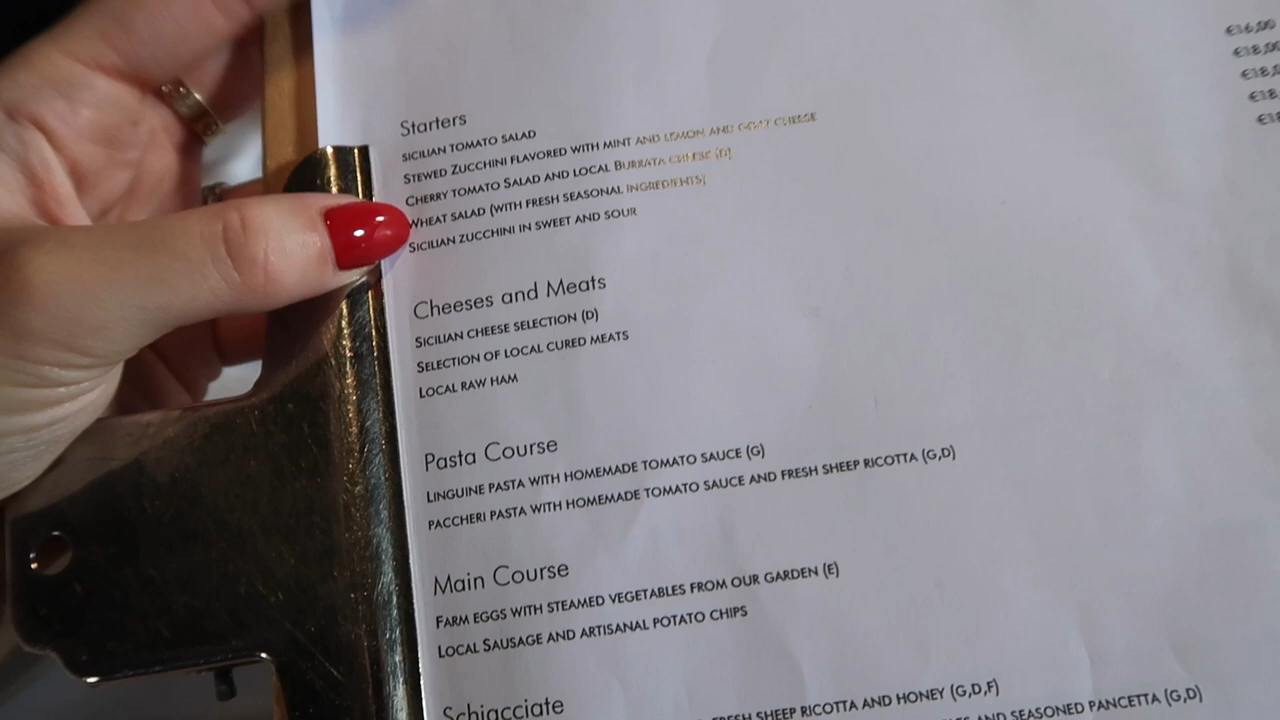 Starters
SICILIAN TOMATO SALAD
€16,00
STEWED ZUCCHINI FLAVORED WITH MINT AND LEMON AND GOAT CHEESE
€18,00
CHERRY TOMATO SALAD AND LOCAL BURRATA CHEESE (D)
€18,0
WHEAT SALAD (WITH FRESH SEASONAL INGREDIENTS)
€18,
SICILIAN ZUCCHINI IN SWEET AND SOUR
Cheeses and Meats
SICILIAN CHEESE SELECTION (D)
SELECTION OF LOCAL CURED MEATS
LOCAL RAW HAM
Pasta Course
LINGUINE PASTA WITH HOMEMADE TOMATO SAUCE (G)
PACCHERI PASTA WITH HOMEMADE TOMATO SAUCE AND FRESH SHEEP RICOTTA (G,D)
Main Course
FARM EGGS WITH STEAMED VEGETABLES FROM OUR GARDEN (E)
LOCAL SAUSAGE AND ARTISANAL POTATO CHIPS
Schiacciate
FRESH SHEEP RICOTTA AND HONEY (G,D,F)
AND SEASONED PANCETTA (G,D)